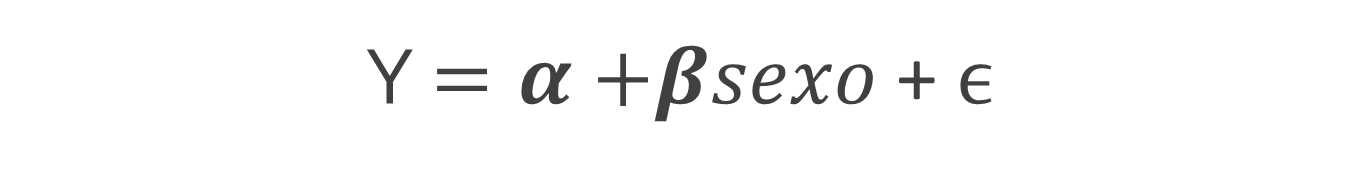 Y = α + βsexo + ϵ